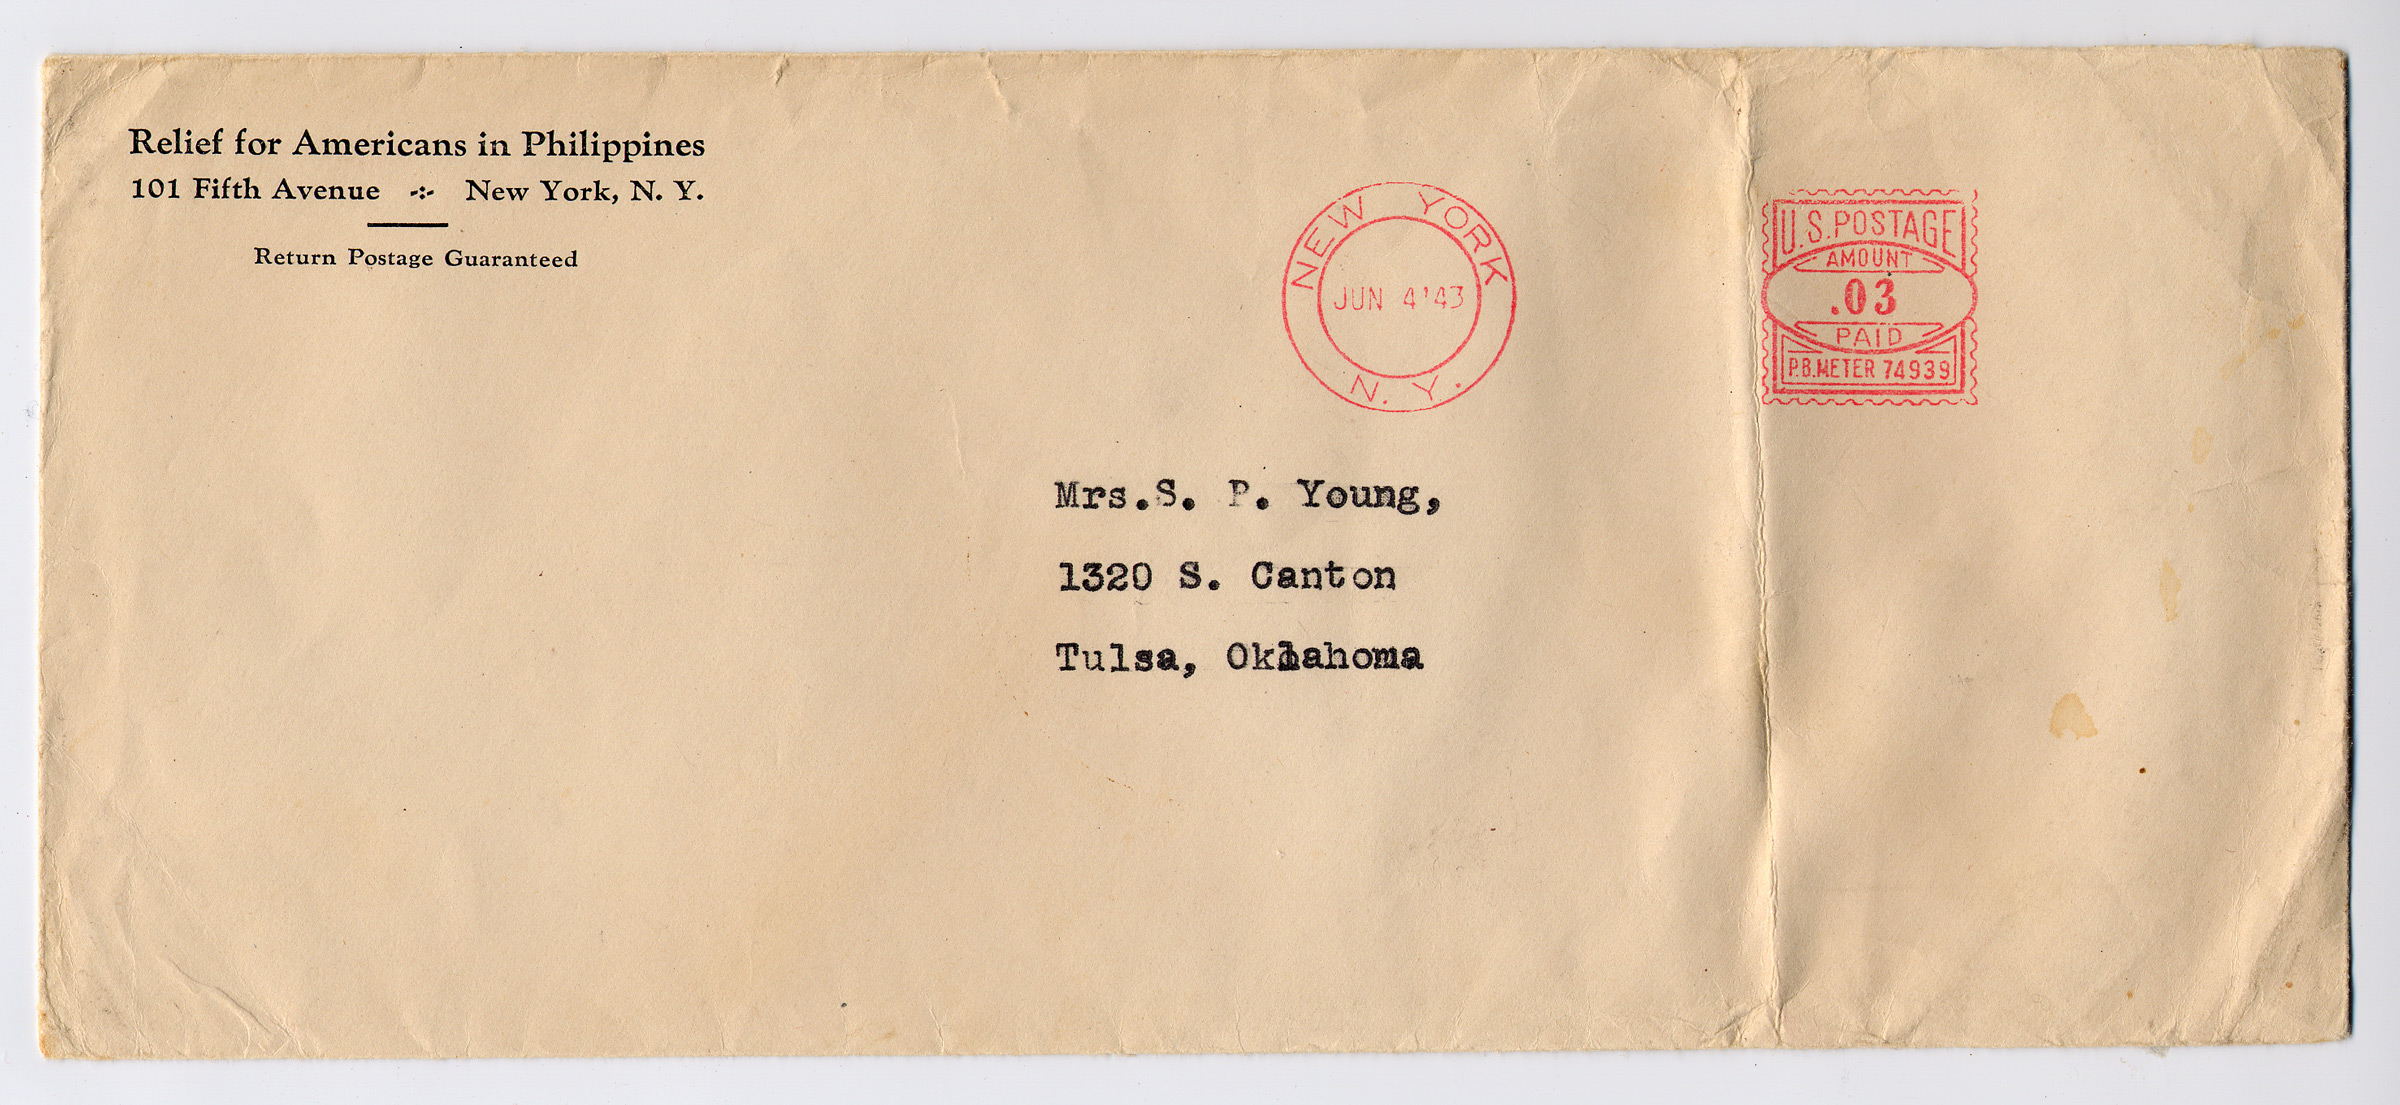 Relief for Americans in Philippines
101 Fifth Avenue -:- New York, N. Y.
Return Postage Guaranteed
NEW YORK
JUN 4'43
N. Y.
U.S. POSTAGE
AMOUNT
.03
PAID
P.B. METER 74939
Mrs.S. P. Young,
1320 S. Canton
Tulsa, Oklahoma